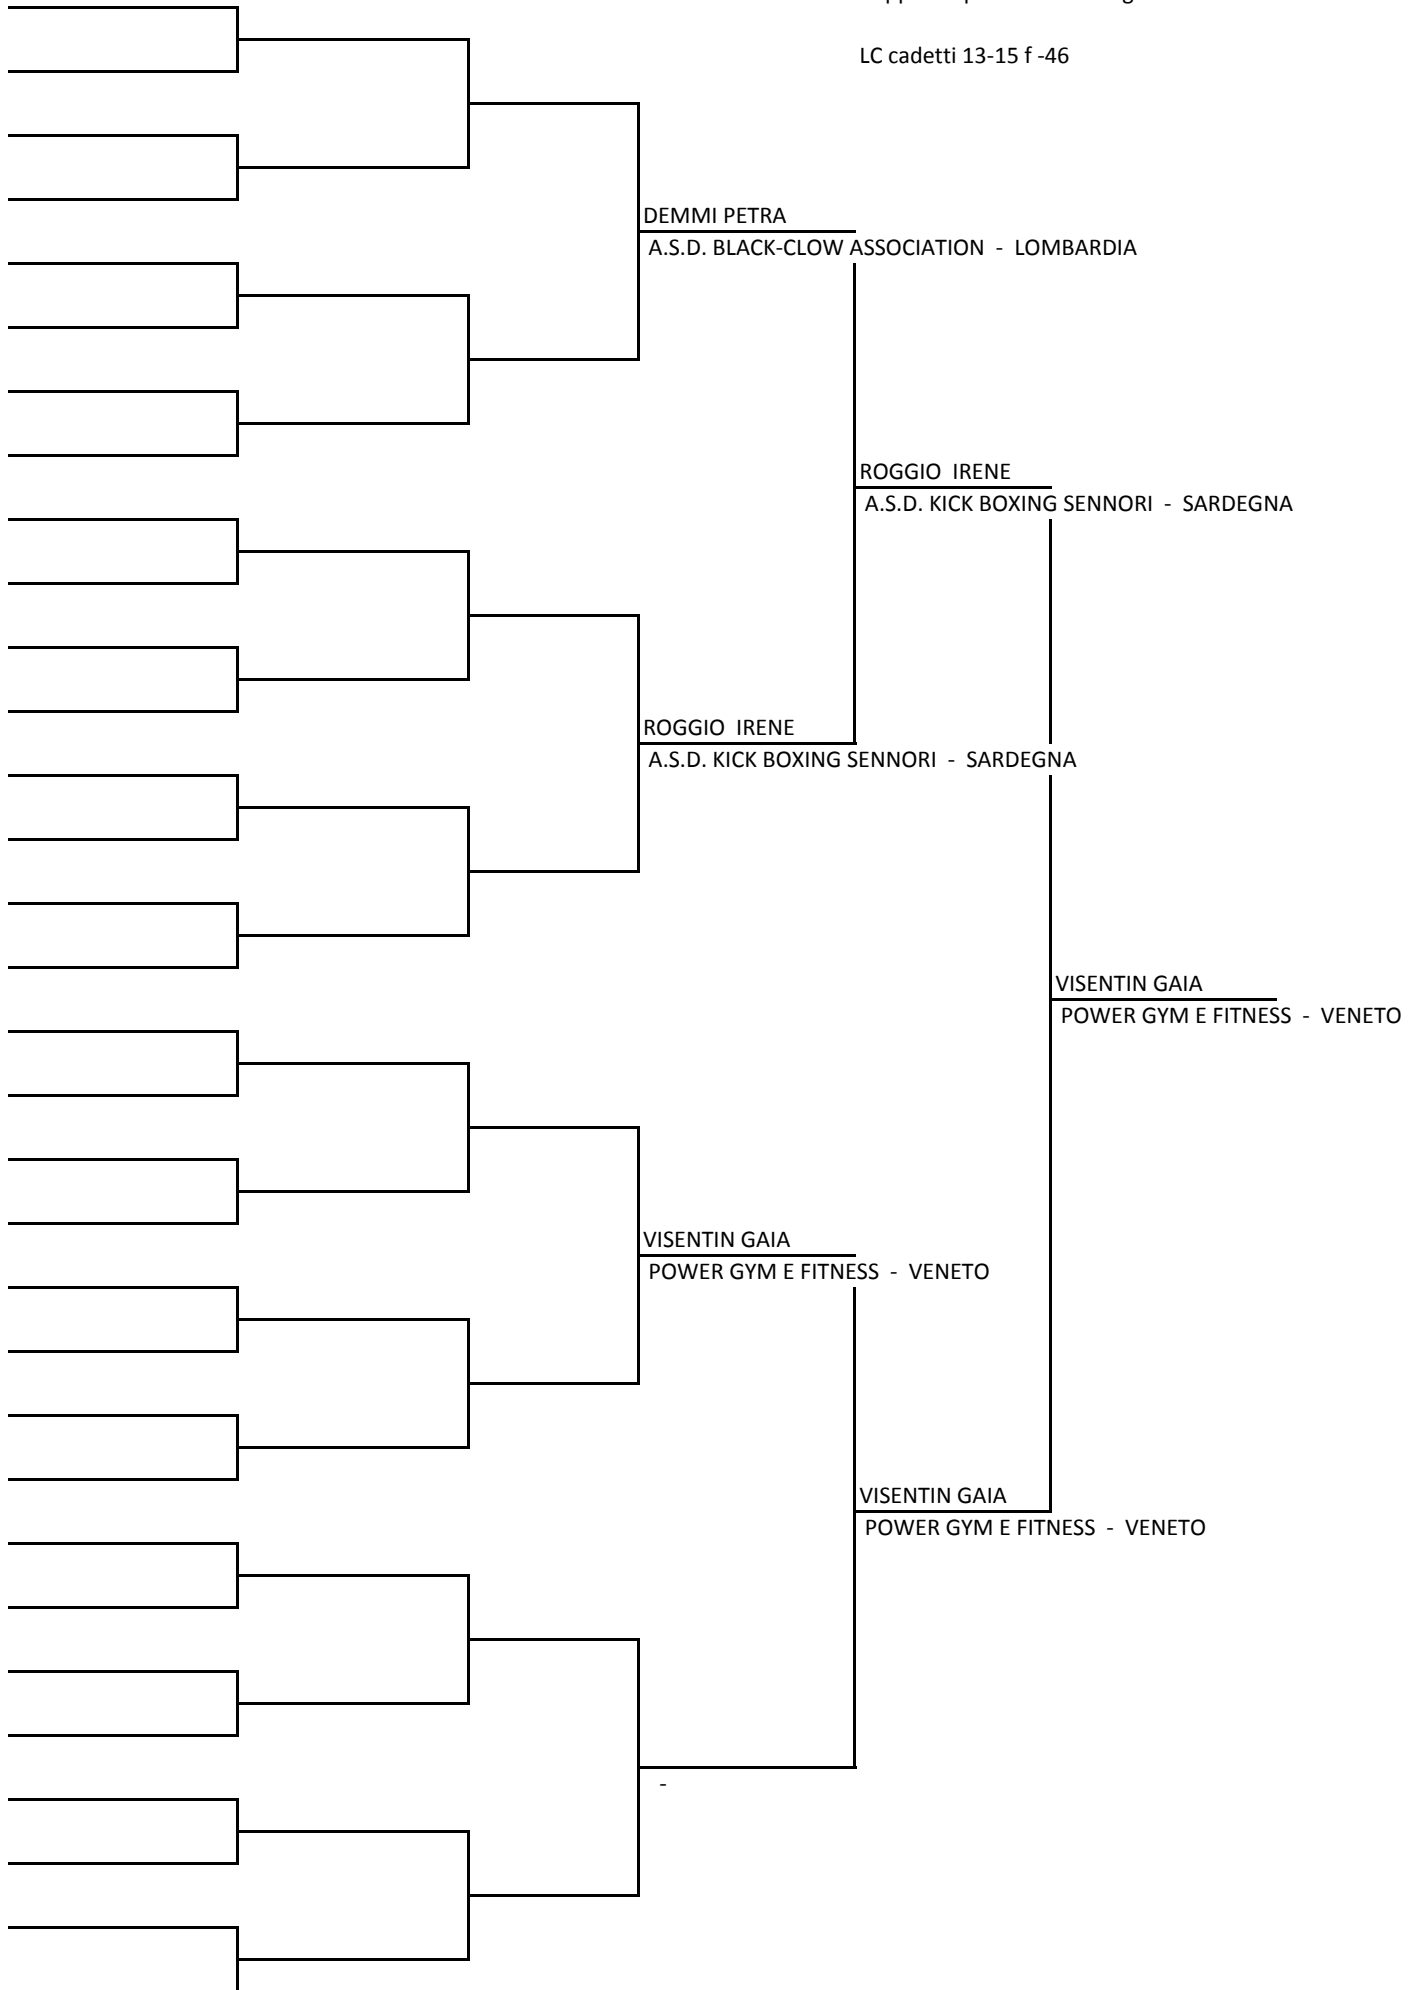 LC cadetti 13-15 f -46
DEMMI PETRA
A.S.D. BLACK-CLOW ASSOCIATION - LOMBARDIA
ROGGIO IRENE
A.S.D. KICK BOXING SENNORI - SARDEGNA
ROGGIO IRENE
A.S.D. KICK BOXING SENNORI - SARDEGNA
VISENTIN GAIA
POWER GYM E FITNESS - VENETO
VISENTIN GAIA
POWER GYM E FITNESS - VENETO
VISENTIN GAIA
POWER GYM E FITNESS - VENETO
-